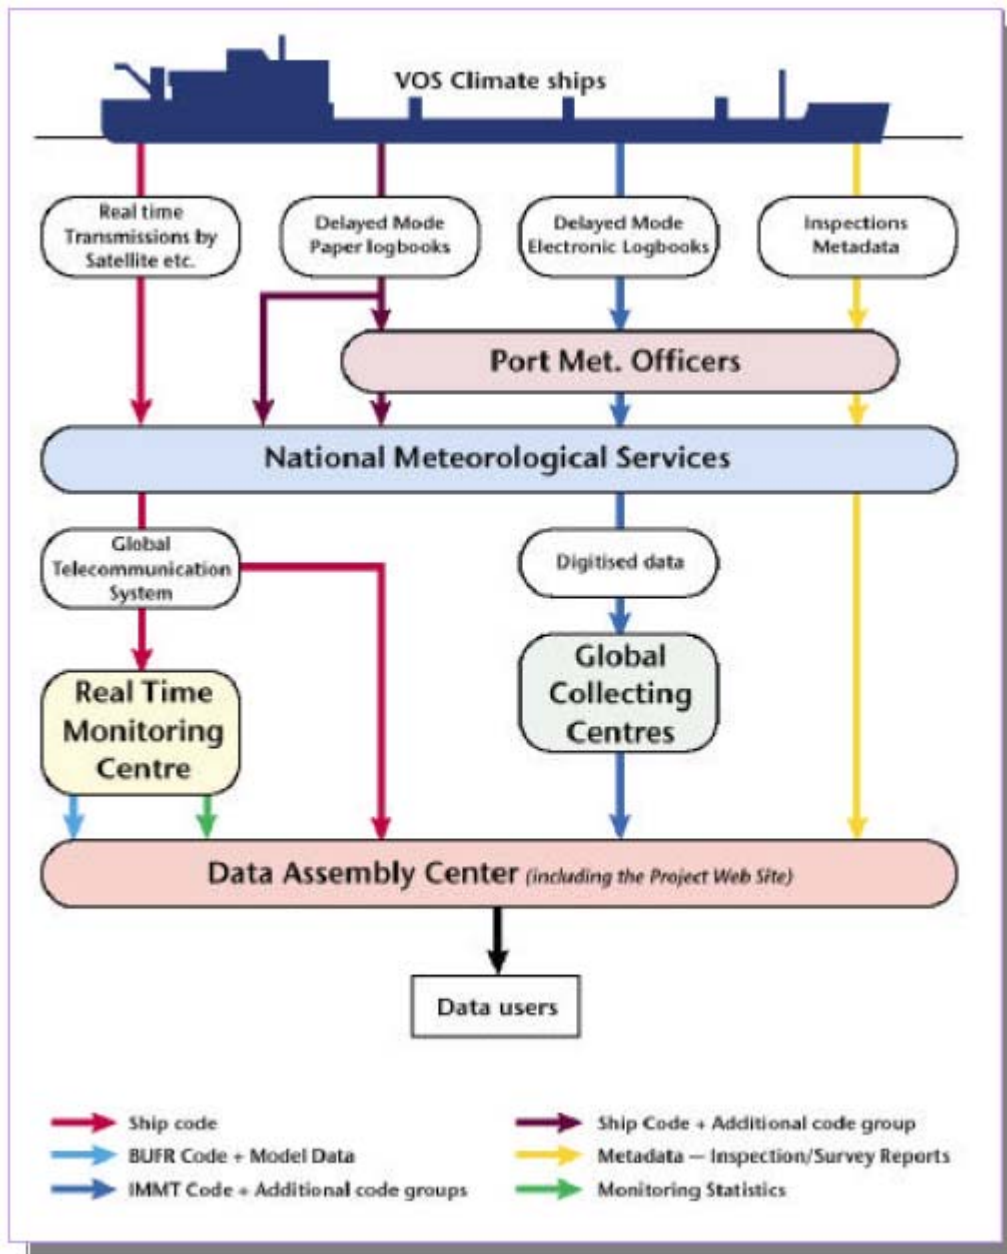 VOS Climate ships
Real time
Transmissions by
Satellite etc.
Delayed Mode
Paper logbooks
Delayed Mode
Electronic Logbooks
Inspections
Metadata
Port Met. Officers
National Meteorological Services
Global
Telecommunication
System
Digitised data
Real Time
Monitoring
Centre
Global
Collecting
Centres
Data Assembly Center (including the Project Web Site)
Data users
Ship code
BUFR Code + Model Data
IMMT Code + Additional code groups
Ship Code + Additional code group
Metadata — Inspection/Survey Reports
Monitoring Statistics